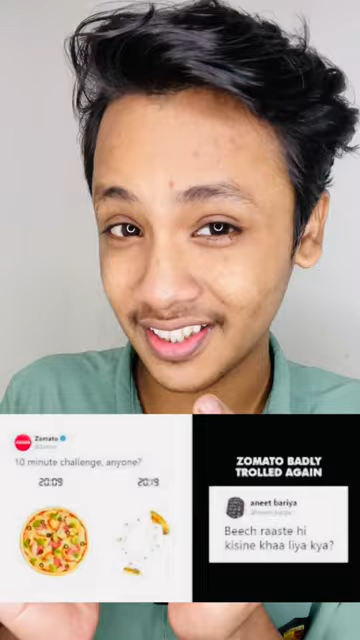 Zomato
10 minute challenge, anyone?
20:09
20:19
ZOMATO BADLY
TROLLED AGAIN
aneet bariya
Beech raaste hi
kisine khaa liya kya?